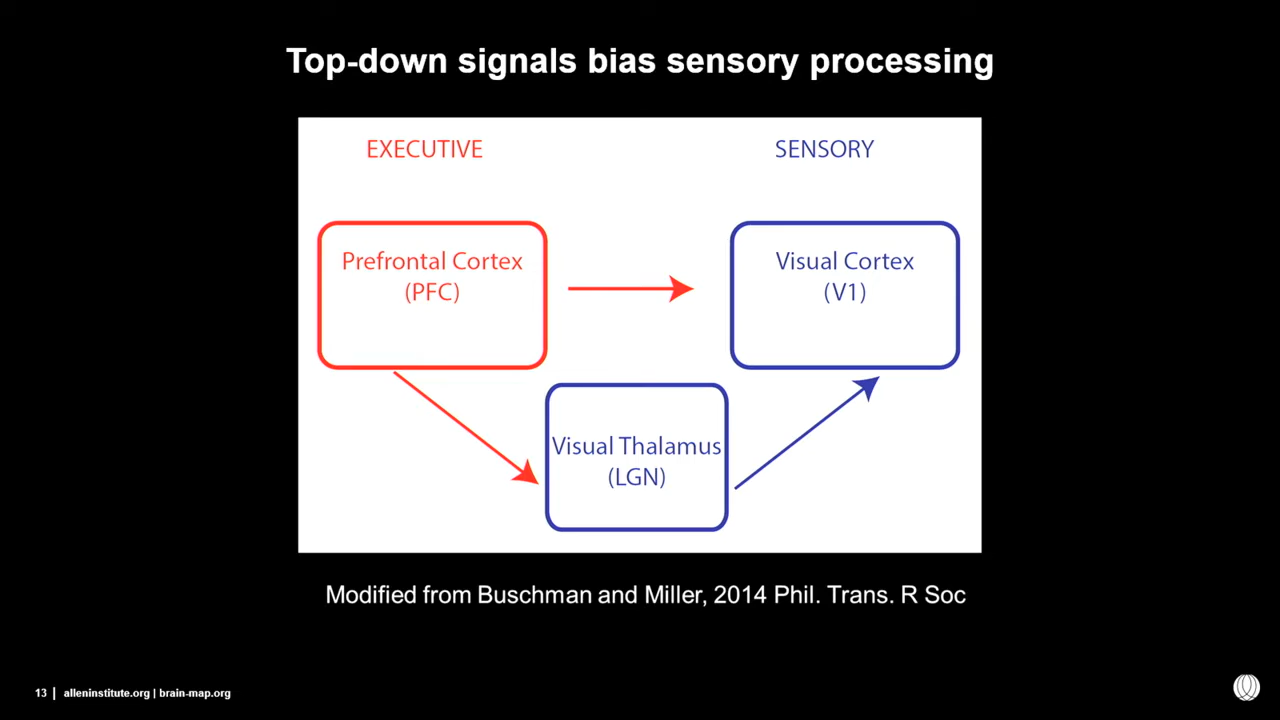 Top-down signals bias sensory processing
EXECUTIVE
SENSORY
Prefrontal Cortex
(PFC)
Visual Cortex
(V1)
Visual Thalamus
(LGN)
Modified from Buschman and Miller, 2014 Phil. Trans. R Soc
13 | alleninstitute.org | brain-map.org